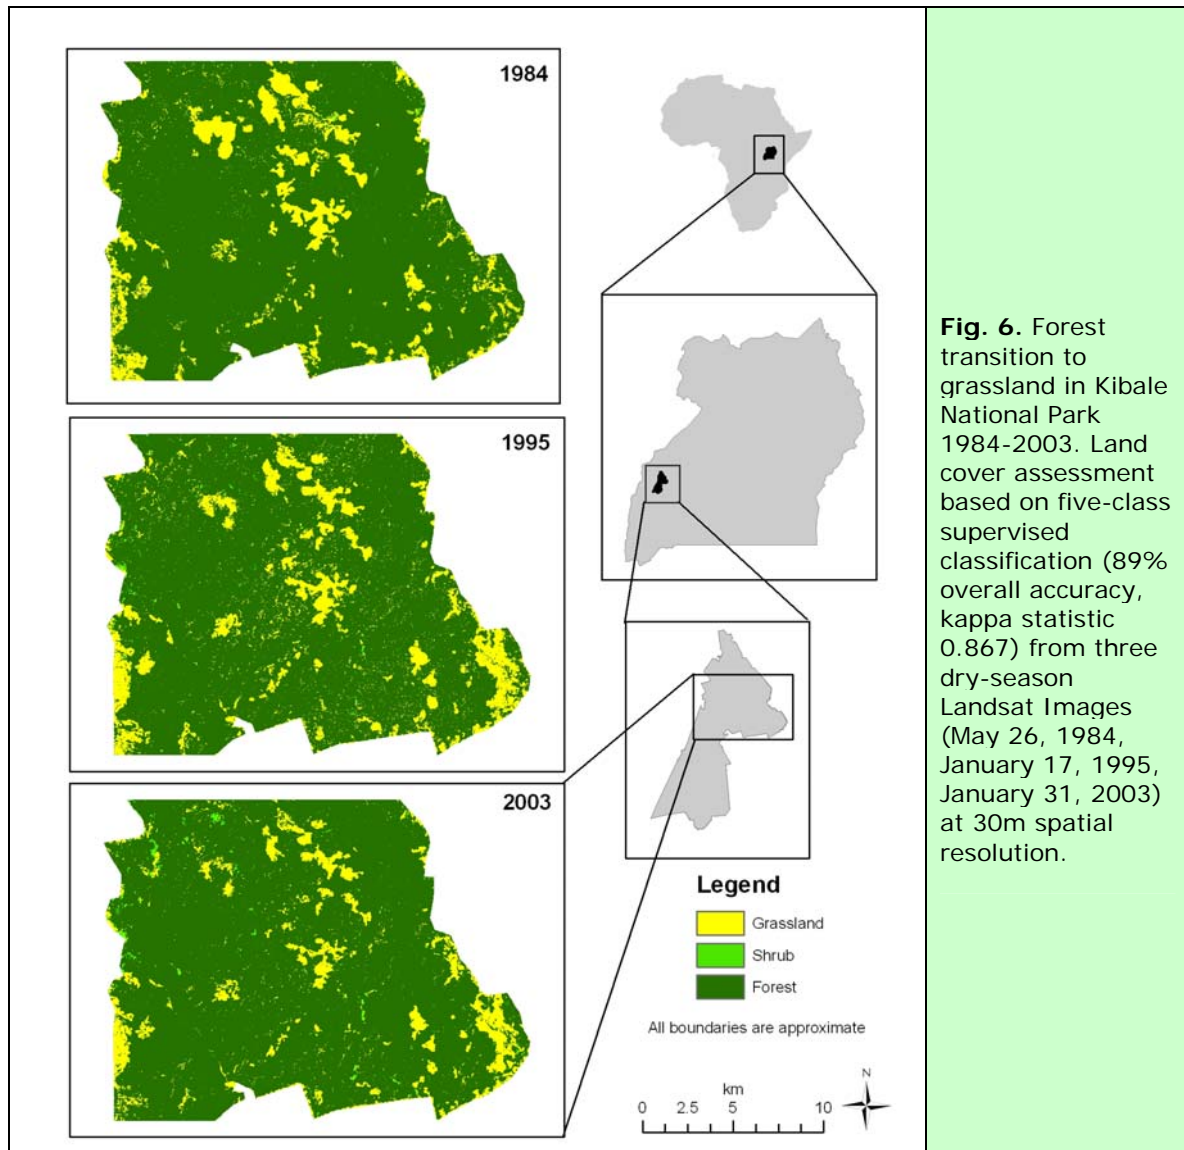 1984
1995
2003
Legend
Grassland
Shrub
Forest
All boundaries are approximate
km
0 2.5 5 10
N
Fig. 6. Forest
transition to
grassland in Kibale
National Park
1984-2003. Land
cover assessment
based on five-class
supervised
classification (89%
overall accuracy,
kappa statistic
0.867) from three
dry-season
Landsat Images
(May 26, 1984,
January 17, 1995,
January 31, 2003)
at 30m spatial
resolution.